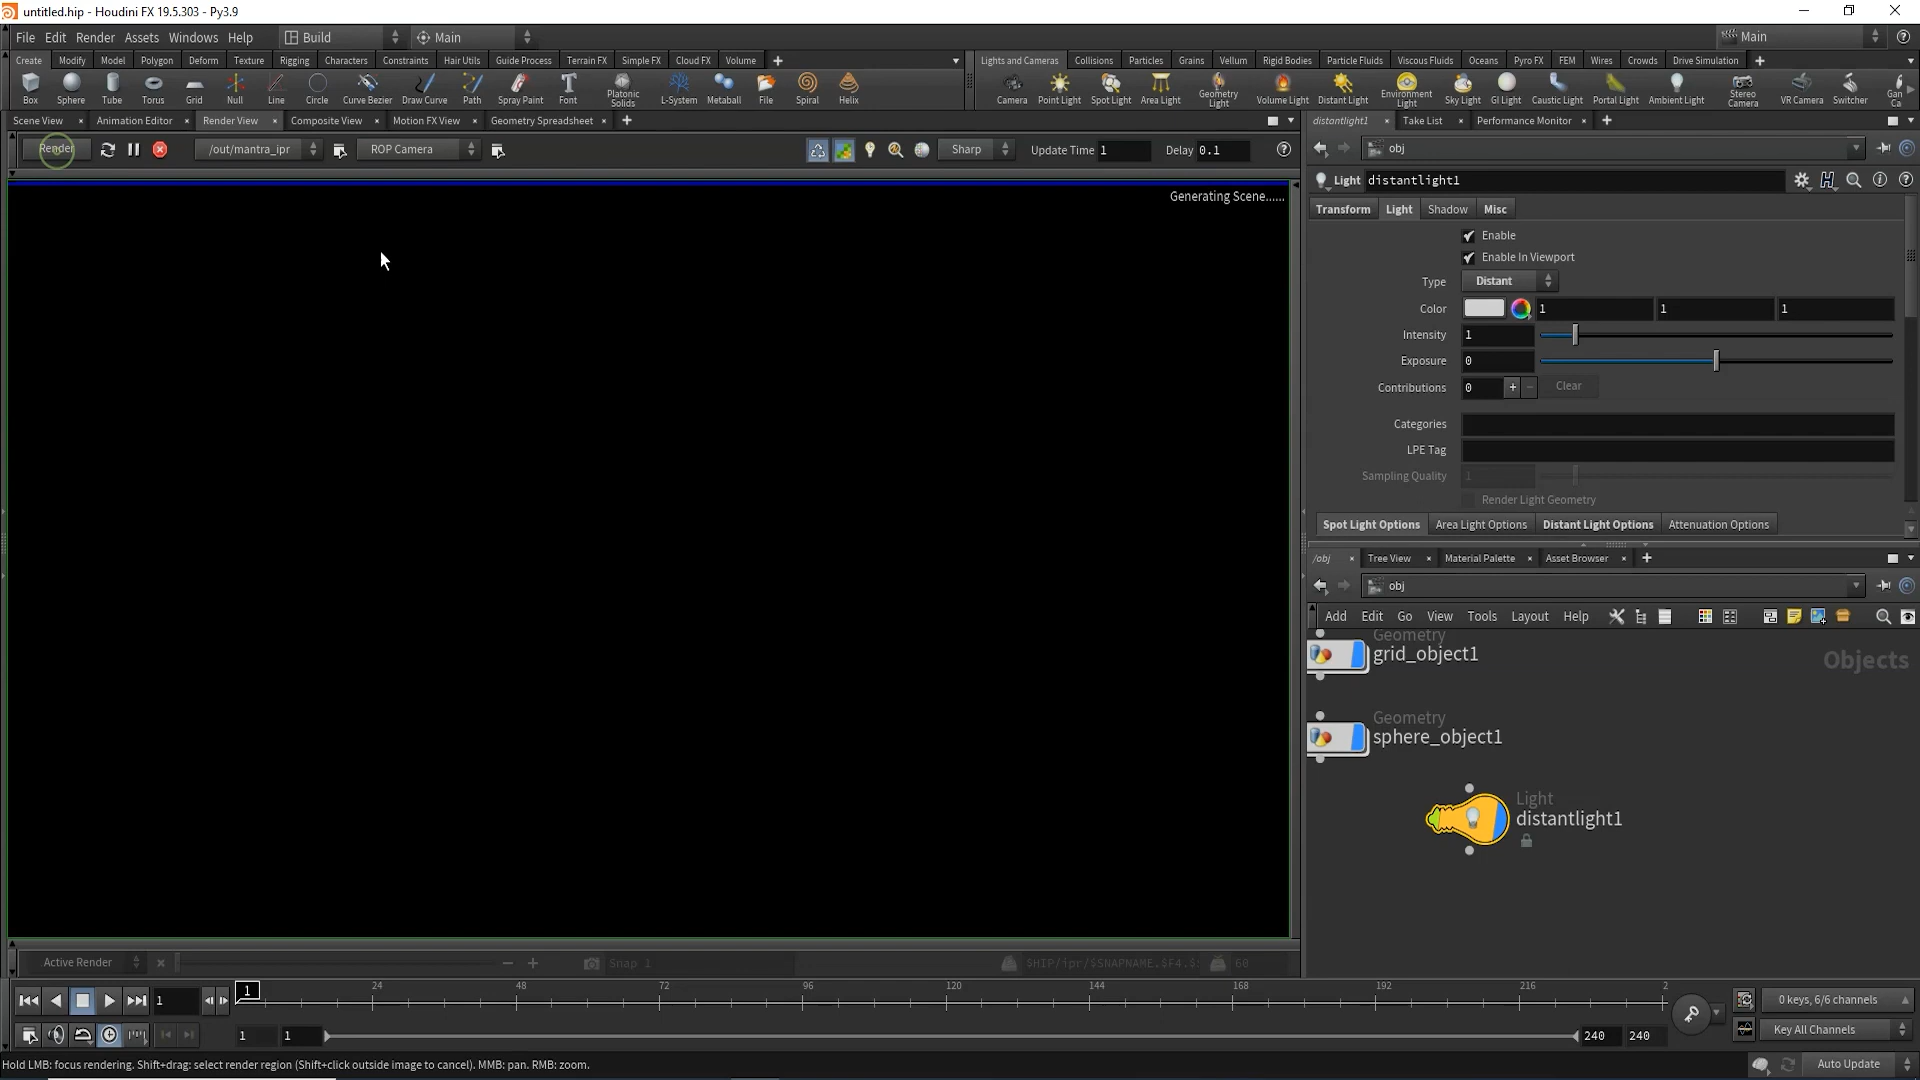 untitled.hip - Houdini FX 19.5.303 - Py3.9
File Edit Render Assets Windows Help Build Main Main
Create Modify Model Polygon Deform Texture Rigging Characters Constraints Hair Utils Guide Process Terrain FX Simple FX Cloud FX Volume
Lights and Cameras Collisions Particles Grains Vellum Rigid Bodies Particle Fluids Viscous Fluids Oceans Pyro FX FEM Wires Crowds Drive Simulation
Box Sphere Tube Torus Grid Null Line Circle Curve Bezier Draw Curve Path Spray Paint Font Platonic Solids L-System Metaball File Spiral Helix
Camera Point Light Spot Light Area Light Geometry Light Volume Light Distant Light Environment Light Sky Light GI Light Caustic Light Portal Light Ambient Light Stereo Camera VR Camera Switcher Gan Ca
Scene View Animation Editor Render View Composite View Motion FX View Geometry Spreadsheet
distantlight1 Take List Performance Monitor
Render /out/mantra_ipr ROP Camera Sharp Update Time 1 Delay 0.1
obj
Generating Scene......
Light distantlight1
Transform Light Shadow Misc
Enable
Enable In Viewport
Type Distant
Color 1 1 1
Intensity 1
Exposure 0
Contributions 0 + - Clear
Categories
LPE Tag
Sampling Quality 1
Render Light Geometry
Spot Light Options Area Light Options Distant Light Options Attenuation Options
/obj Tree View Material Palette Asset Browser
obj
Add Edit Go View Tools Layout Help
Objects
Geometry
grid_object1
Geometry
sphere_object1
Light
distantlight1
Active Render Snap 1 $HIP/ipr/$SNAPNAME.$F4.$ 60
1 1 24 48 72 96 120 144 168 192 216 2
0 keys, 6/6 channels
1 1 240 240
Key All Channels
Hold LMB: focus rendering. Shift+drag: select render region (Shift+click outside image to cancel). MMB: pan. RMB: zoom.
Auto Update